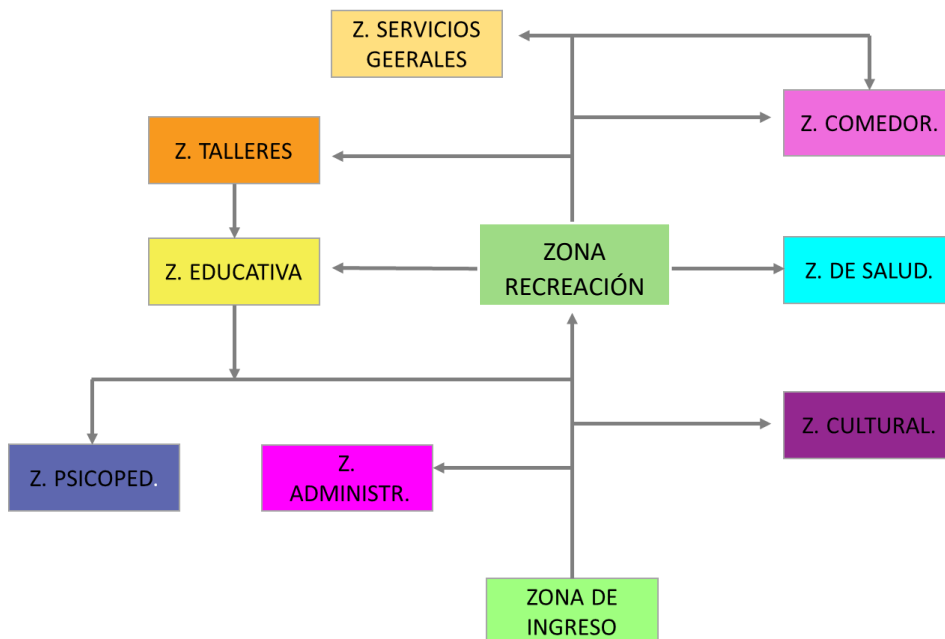 Z. SERVICIOS
GEERALES
Z. COMEDOR.
Z. TALLERES
ZONA
RECREACIÓN
Z. EDUCATIVA
Z. DE SALUD.
Z. CULTURAL.
Z. PSICOPED.
Z.
ADMINISTR.
ZONA DE
INGRESO